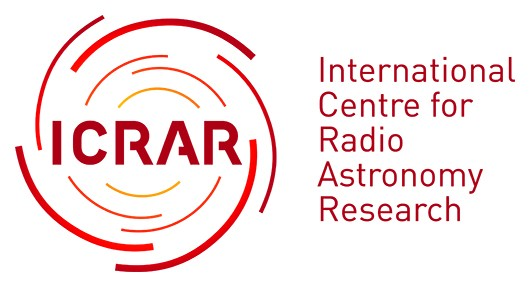 ICRAR
International
Centre for
Radio
Astronomy
Research